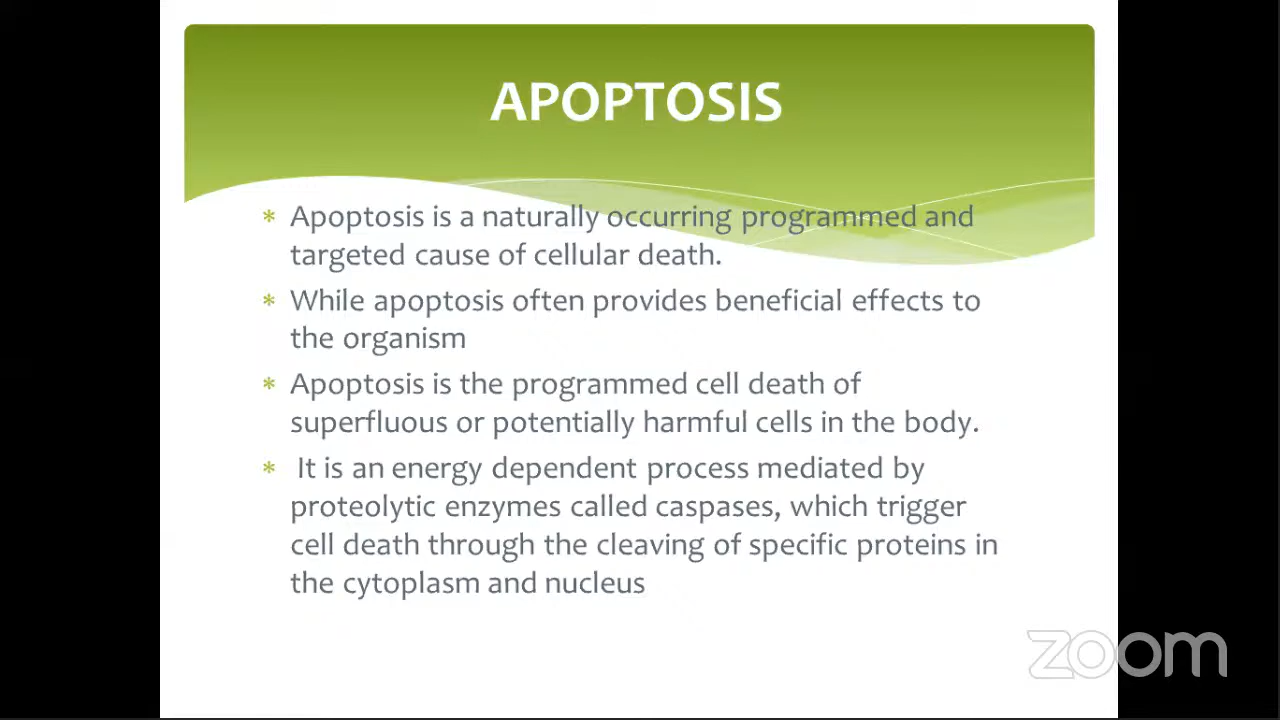 APOPTOSIS
* Apoptosis is a naturally occurring programmed and
targeted cause of cellular death.
* While apoptosis often provides beneficial effects to
the organism
* Apoptosis is the programmed cell death of
superfluous or potentially harmful cells in the body.
* It is an energy dependent process mediated by
proteolytic enzymes called caspases, which trigger
cell death through the cleaving of specific proteins in
the cytoplasm and nucleus
zoom